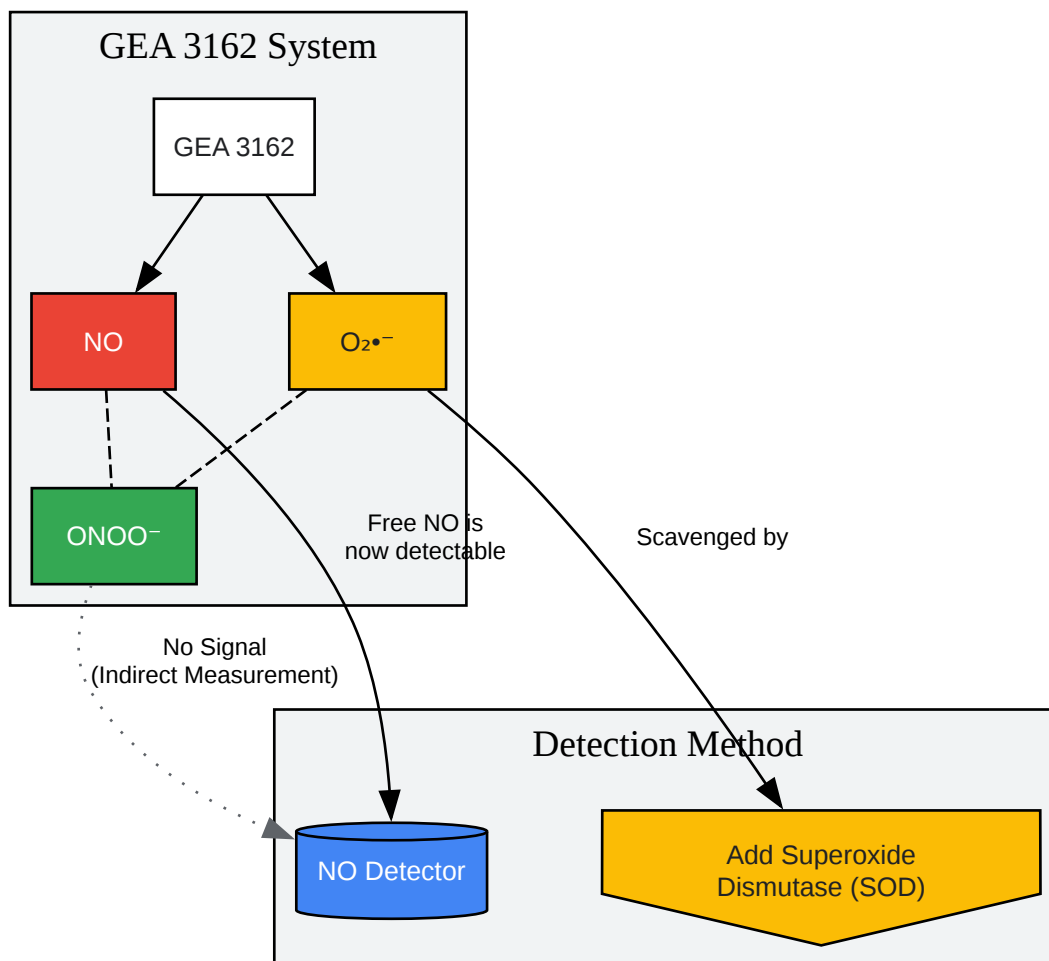 GEA 3162 System
GEA 3162
NO
O₂•⁻
ONOO⁻
Free NO is
now detectable
Scavenged by
No Signal
(Indirect Measurement)
Detection Method
NO Detector
Add Superoxide
Dismutase (SOD)